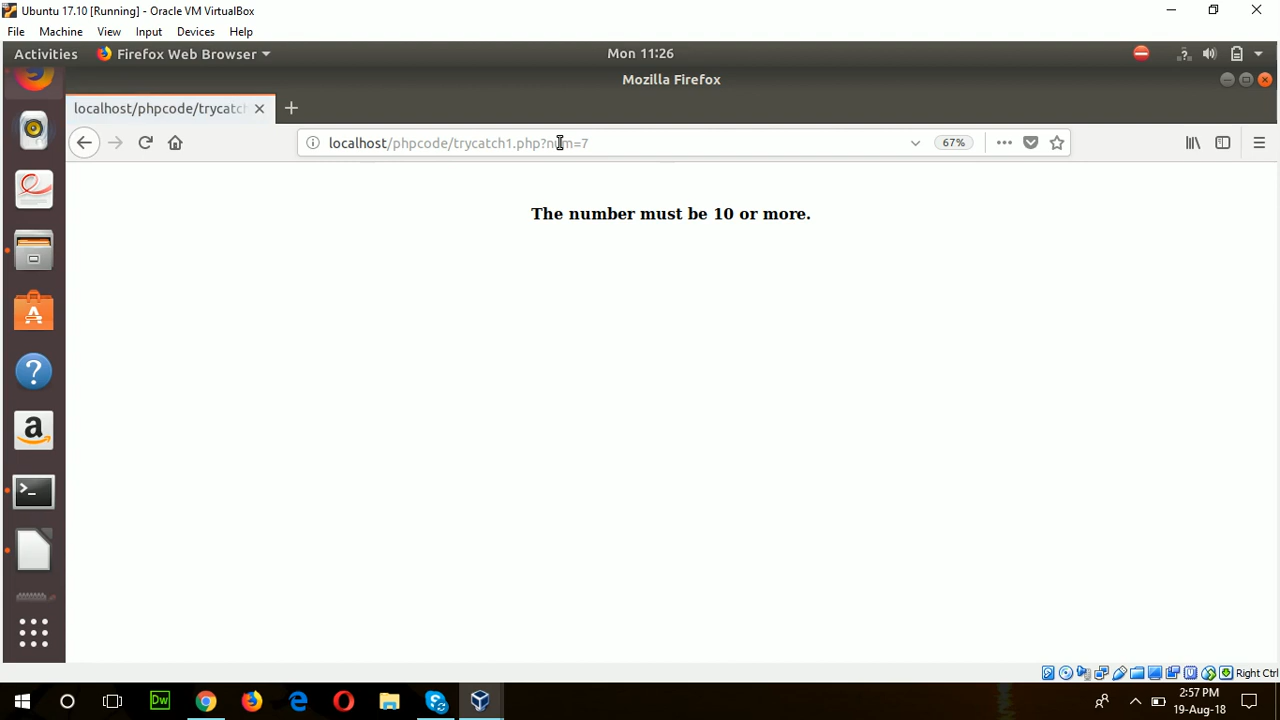 Ubuntu 17.10 [Running] - Oracle VM VirtualBox
File Machine View Input Devices Help
Activities Firefox Web Browser Mon 11:26
Mozilla Firefox
localhost/phpcode/trycatch
localhost/phpcode/trycatch1.php?num=7 67%
The number must be 10 or more.
Right Ctrl
Dw
2:57 PM
19-Aug-18